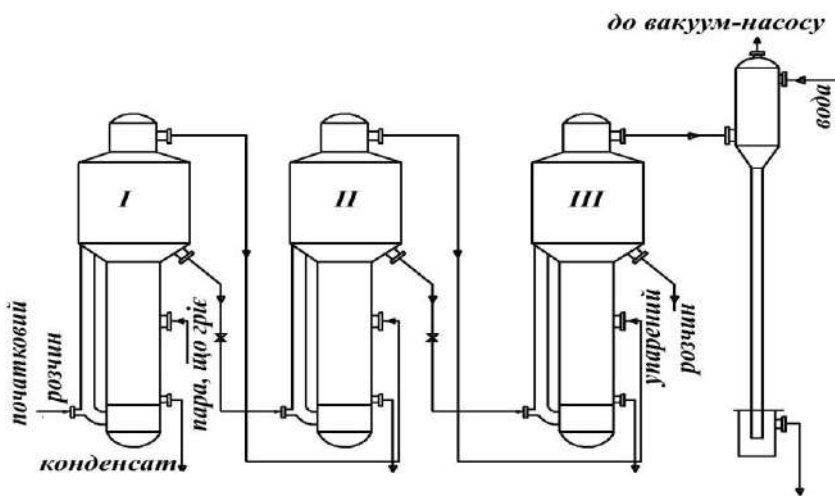 до вакуум-насосу
вода
I
II
III
початковий
розчин
пара, що гріє
упарений
розчин
конденсат